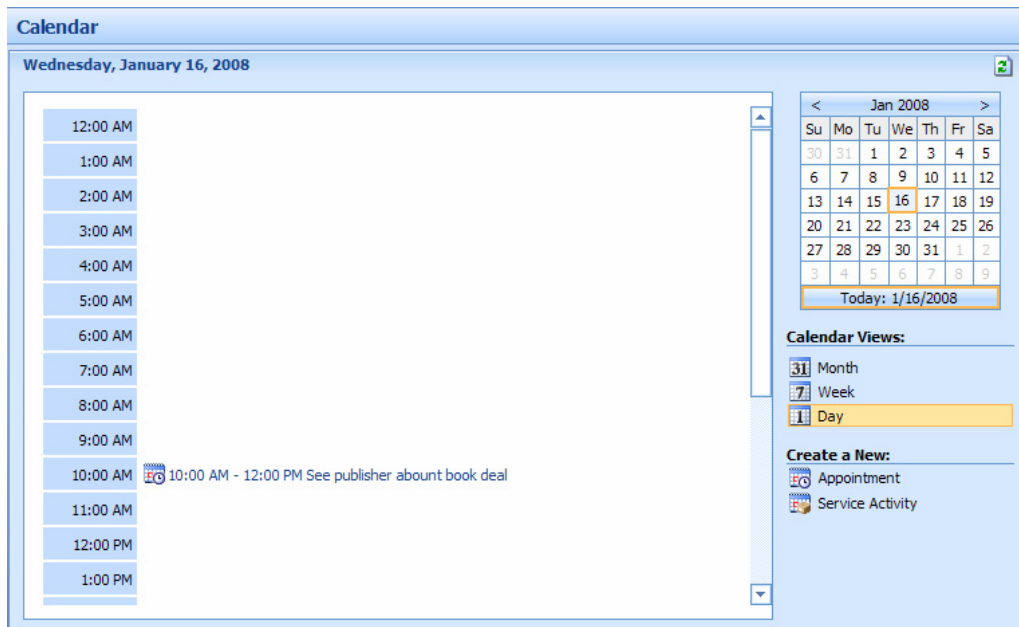 Calendar
Wednesday, January 16, 2008
12:00 AM
1:00 AM
2:00 AM
3:00 AM
4:00 AM
5:00 AM
6:00 AM
7:00 AM
8:00 AM
9:00 AM
10:00 AM 10:00 AM - 12:00 PM See publisher abount book deal
11:00 AM
12:00 PM
1:00 PM
< Jan 2008 >
Su Mo Tu We Th Fr Sa
30 31 1 2 3 4 5
6 7 8 9 10 11 12
13 14 15 16 17 18 19
20 21 22 23 24 25 26
27 28 29 30 31 1 2
3 4 5 6 7 8 9
Today: 1/16/2008
Calendar Views:
31 Month
7 Week
1 Day
Create a New:
Appointment
Service Activity